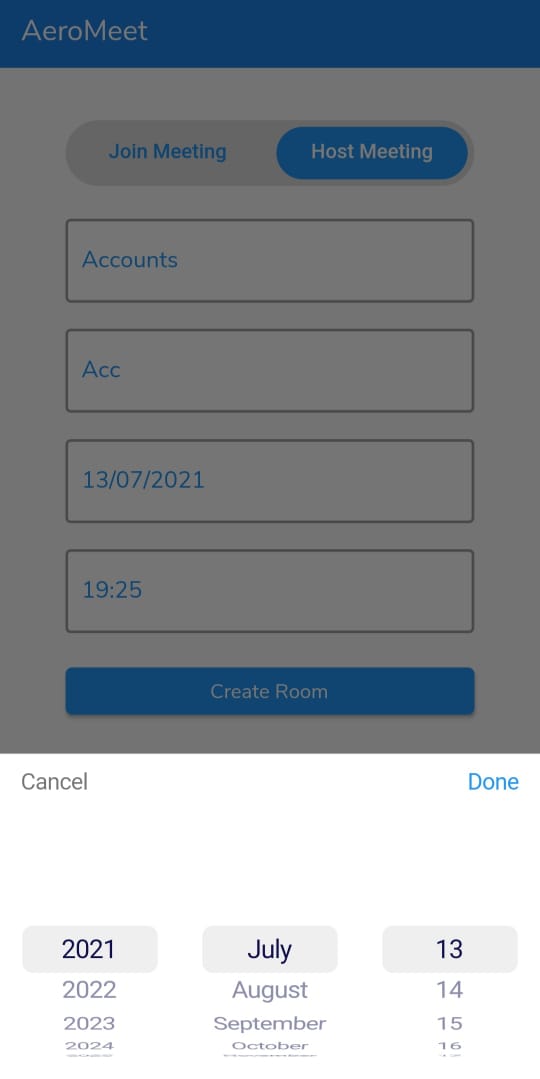 AeroMeet
Join Meeting Host Meeting
Accounts
Acc
13/07/2021
19:25
Create Room
Cancel Done
2021 July 13
2022 August 14
2023 September 15
2024 October 16